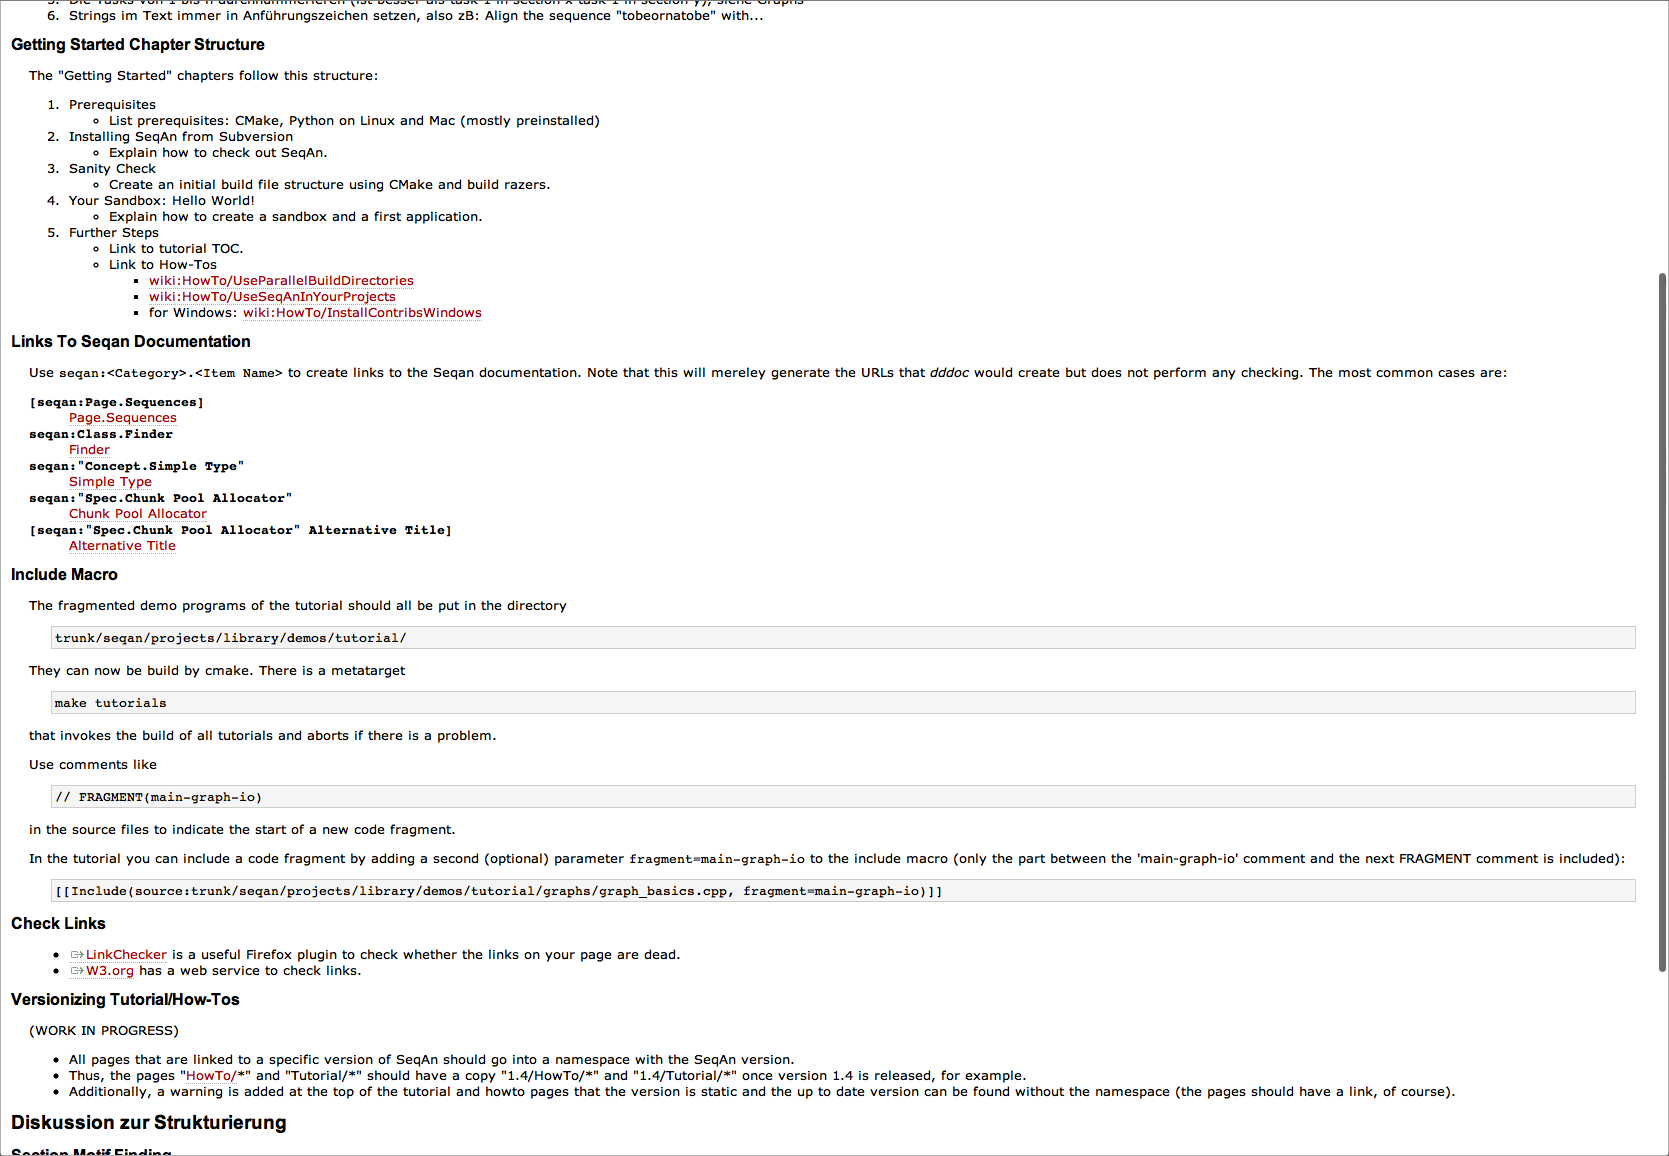 5. Die Tasks von 1 bis n durchnummerieren (ist besser als task 1 in section x task 1 in section y), siehe Graphs
6. Strings im Text immer in Anführungszeichen setzen, also zB: Align the sequence "tobeornatobe" with...
Getting Started Chapter Structure
The "Getting Started" chapters follow this structure:
1. Prerequisites
List prerequisites: CMake, Python on Linux and Mac (mostly preinstalled)
2. Installing SeqAn from Subversion
Explain how to check out SeqAn.
3. Sanity Check
Create an initial build file structure using CMake and build razers.
4. Your Sandbox: Hello World!
Explain how to create a sandbox and a first application.
5. Further Steps
Link to tutorial TOC.
Link to How-Tos
wiki:HowTo/UseParallelBuildDirectories
wiki:HowTo/UseSeqAnInYourProjects
for Windows: wiki:HowTo/InstallContribsWindows
Links To Seqan Documentation
Use seqan:<Category>.<Item Name> to create links to the Seqan documentation. Note that this will mereley generate the URLs that dddoc would create but does not perform any checking. The most common cases are:
[seqan:Page.Sequences]
Page.Sequences
seqan:Class.Finder
Finder
seqan:"Concept.Simple Type"
Simple Type
seqan:"Spec.Chunk Pool Allocator"
Chunk Pool Allocator
[seqan:"Spec.Chunk Pool Allocator" Alternative Title]
Alternative Title
Include Macro
The fragmented demo programs of the tutorial should all be put in the directory
trunk/seqan/projects/library/demos/tutorial/
They can now be build by cmake. There is a metatarget
make tutorials
that invokes the build of all tutorials and aborts if there is a problem.
Use comments like
// FRAGMENT(main-graph-io)
in the source files to indicate the start of a new code fragment.
In the tutorial you can include a code fragment by adding a second (optional) parameter fragment=main-graph-io to the include macro (only the part between the 'main-graph-io' comment and the next FRAGMENT comment is included):
[[Include(source:trunk/seqan/projects/library/demos/tutorial/graphs/graph_basics.cpp, fragment=main-graph-io)]]
Check Links
LinkChecker is a useful Firefox plugin to check whether the links on your page are dead.
W3.org has a web service to check links.
Versionizing Tutorial/How-Tos
(WORK IN PROGRESS)
All pages that are linked to a specific version of SeqAn should go into a namespace with the SeqAn version.
Thus, the pages "HowTo/*" and "Tutorial/*" should have a copy "1.4/HowTo/*" and "1.4/Tutorial/*" once version 1.4 is released, for example.
Additionally, a warning is added at the top of the tutorial and howto pages that the version is static and the up to date version can be found without the namespace (the pages should have a link, of course).
Diskussion zur Strukturierung
Section Motif Finding